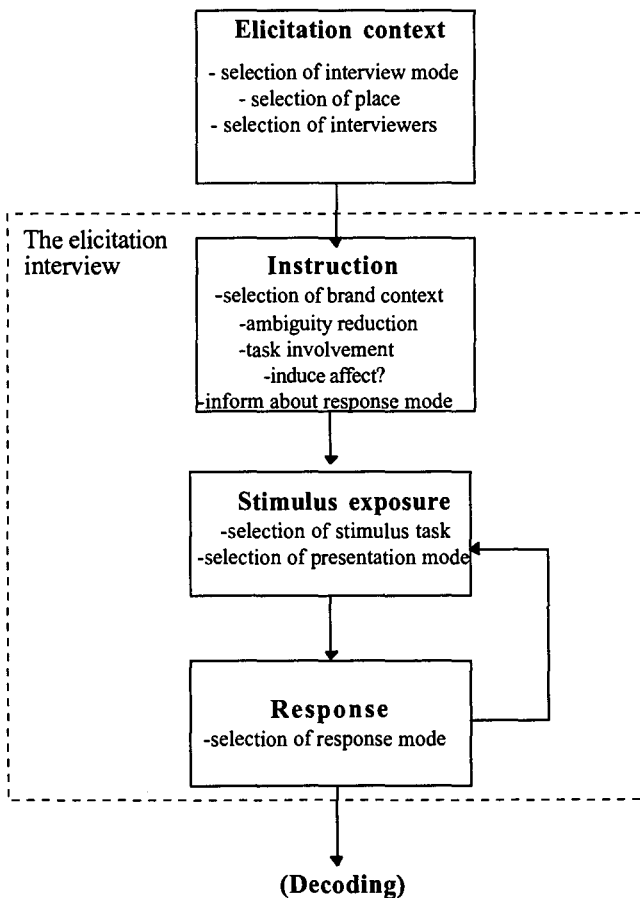 Elicitation context
- selection of interview mode
- selection of place
- selection of interviewers
The elicitation
interview
Instruction
-selection of brand context
-ambiguity reduction
-task involvement
-induce affect?
-inform about response mode
Stimulus exposure
-selection of stimulus task
-selection of presentation mode
Response
-selection of response mode
(Decoding)